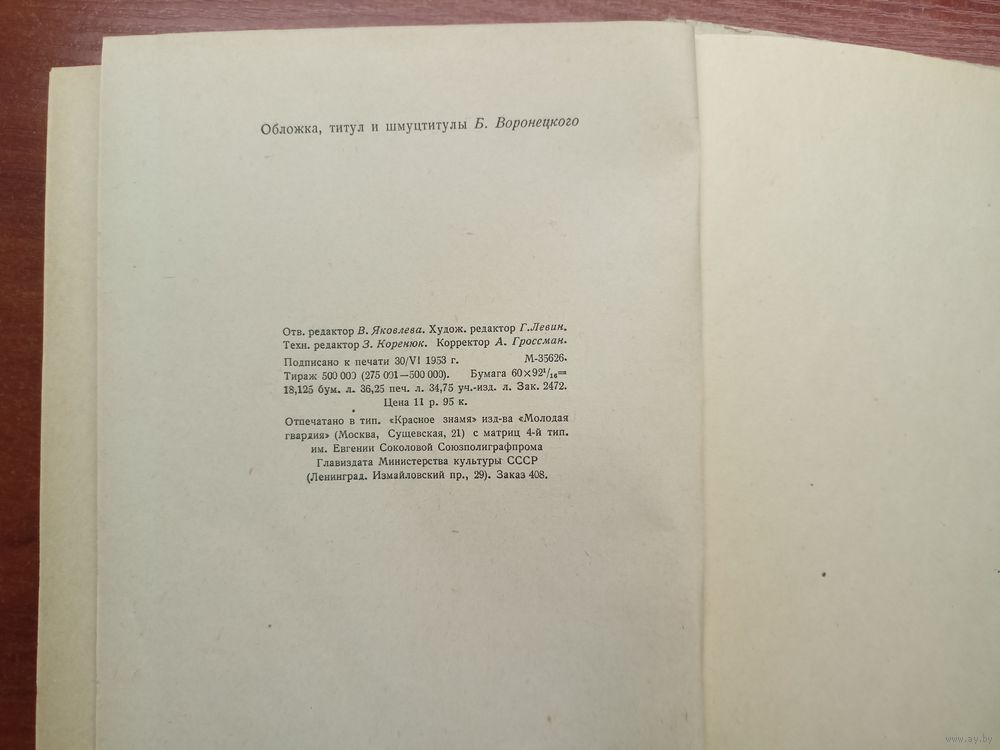 Обложка, титул и шмуцтитулы Б. Воронецкого
Отв. редактор В. Яковлева. Худож. редактор Г. Левин.
Техн. редактор З. Коренюк. Корректор А. Гроссман.
Подписано к печати 30/VI 1953 г. М-35626.
Тираж 500 000 (275 001—500 000). Бумага 60×92¹/₁₆=
18,125 бум. л. 36,25 печ. л. 34,75 уч.-изд. л. Зак. 2472.
Цена 11 р. 95 к.
Отпечатано в тип. «Красное знамя» изд-ва «Молодая
гвардия» (Москва, Сущевская, 21) с матриц 4-й тип.
им. Евгении Соколовой Союзполиграфпрома
Главиздата Министерства культуры СССР
(Ленинград. Измайловский пр., 29). Заказ 408.
www.ay.by